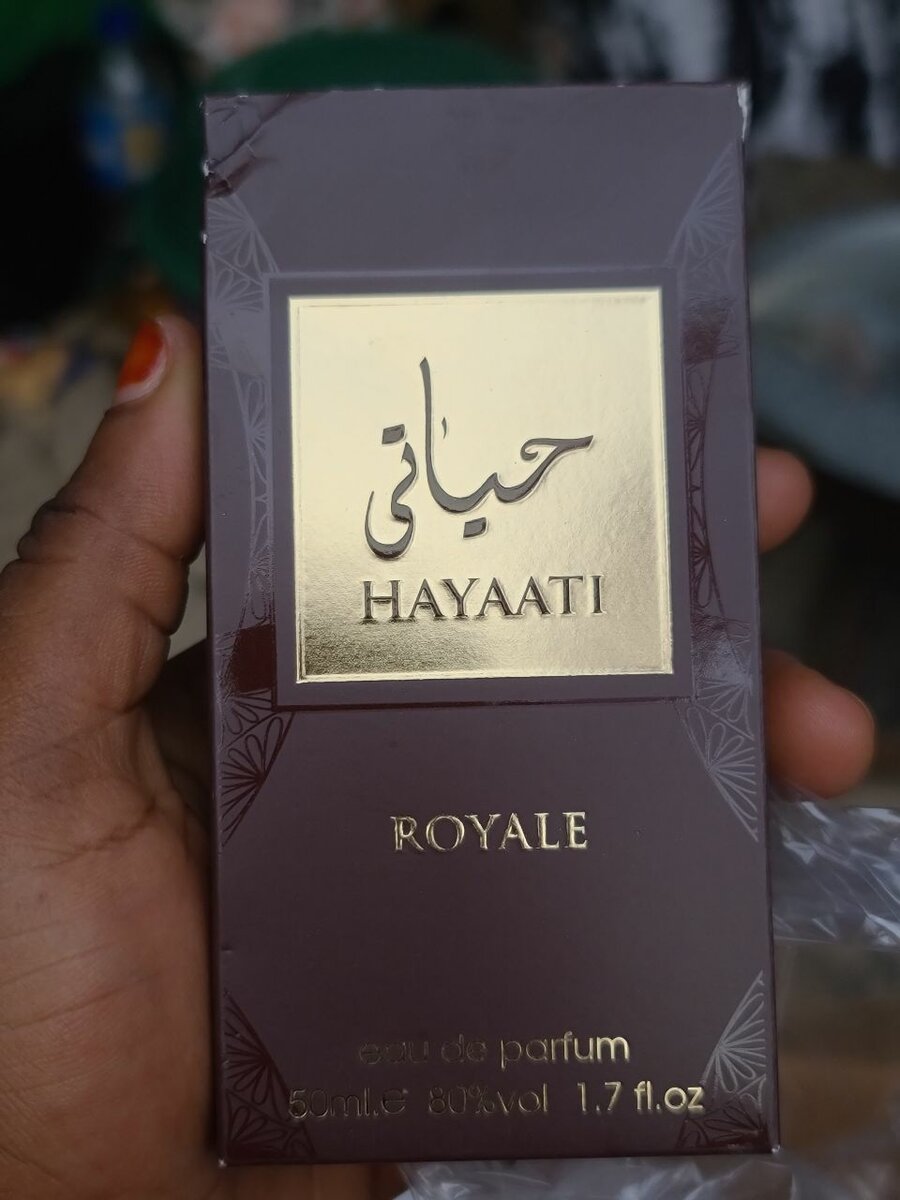 حياتي
HAYAATI
ROYALE
eau de parfum
50ml.e 80%vol 1.7 fl.oz